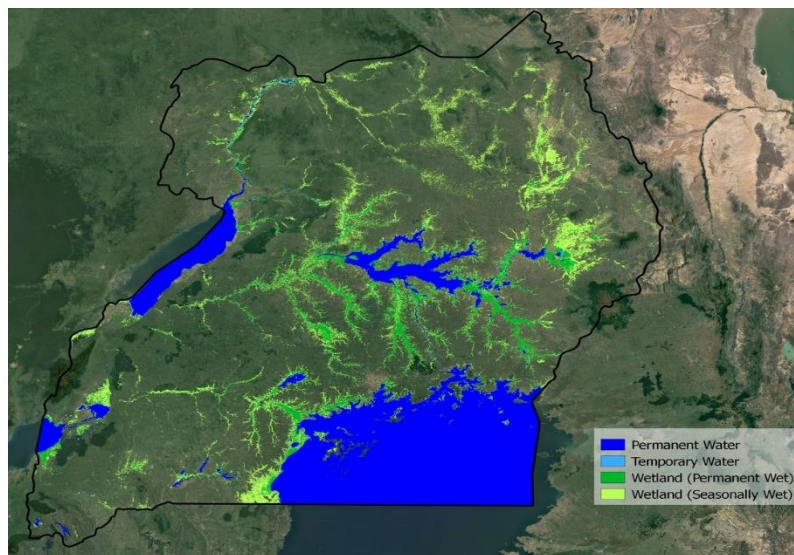 Permanent Water
Temporary Water
Wetland (Permanent Wet)
Wetland (Seasonally Wet)